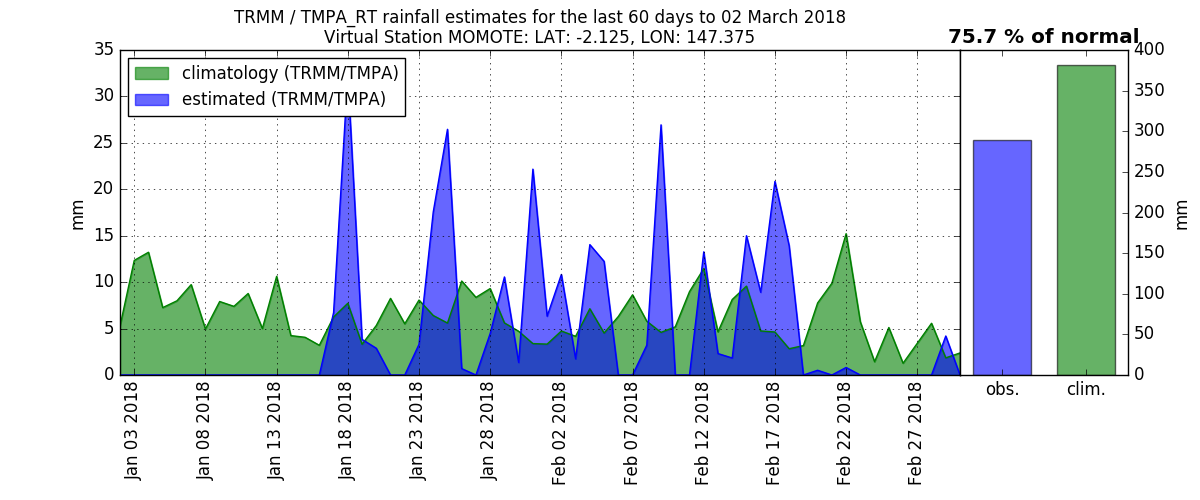 TRMM / TMPA_RT rainfall estimates for the last 60 days to 02 March 2018
Virtual Station MOMOTE: LAT: -2.125, LON: 147.375
75.7 % of normal
climatology (TRMM/TMPA)
estimated (TRMM/TMPA)
35
30
25
20
15
10
5
0
mm
Jan 03 2018
Jan 08 2018
Jan 13 2018
Jan 18 2018
Jan 23 2018
Jan 28 2018
Feb 02 2018
Feb 07 2018
Feb 12 2018
Feb 17 2018
Feb 22 2018
Feb 27 2018
obs.
clim.
400
350
300
250
200
150
100
50
0
mm